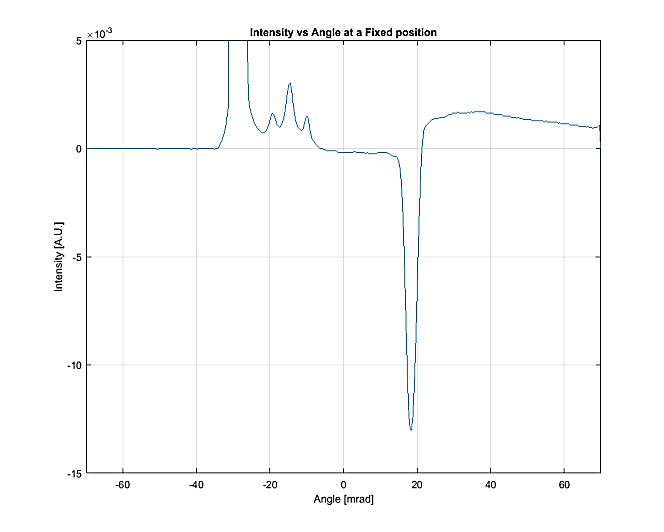 Intensity vs Angle at a Fixed position
×10⁻³
5
0
-5
-10
-15
Intensity [A.U.]
-60 -40 -20 0 20 40 60
Angle [mrad]